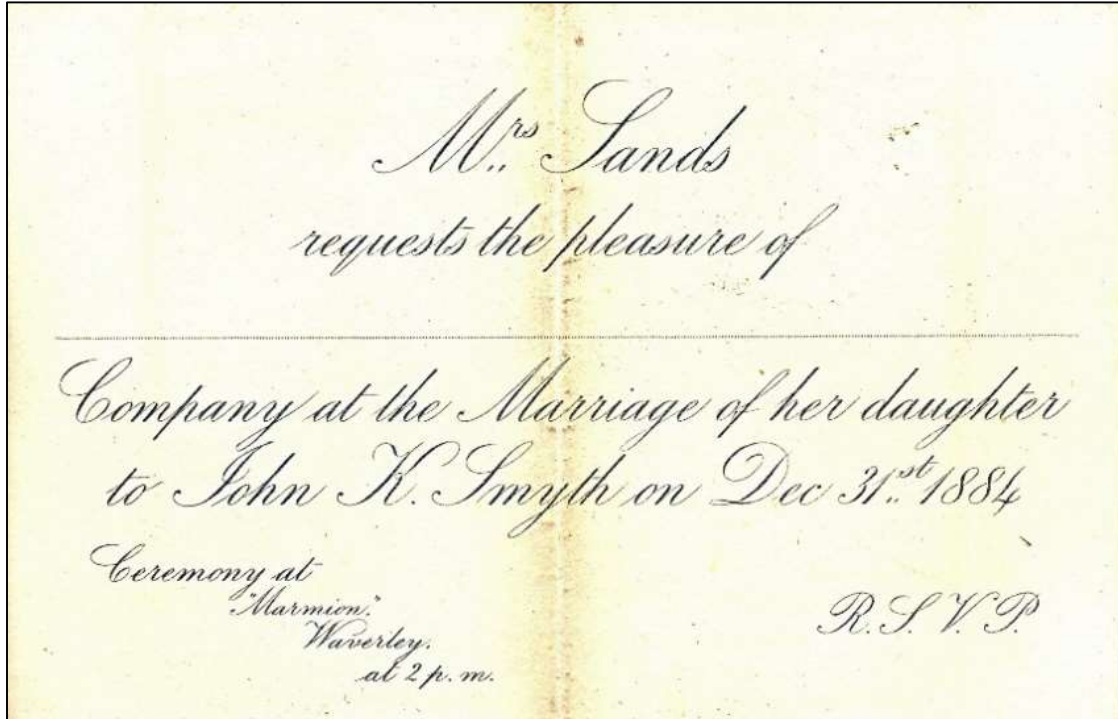 Mrs. Sands
requests the pleasure of
Company at the Marriage of her daughter
to John K. Smyth on Dec 31st 1884
Ceremony at
"Marmion."
Waverley.
at 2 p.m.
R.S.V.P.